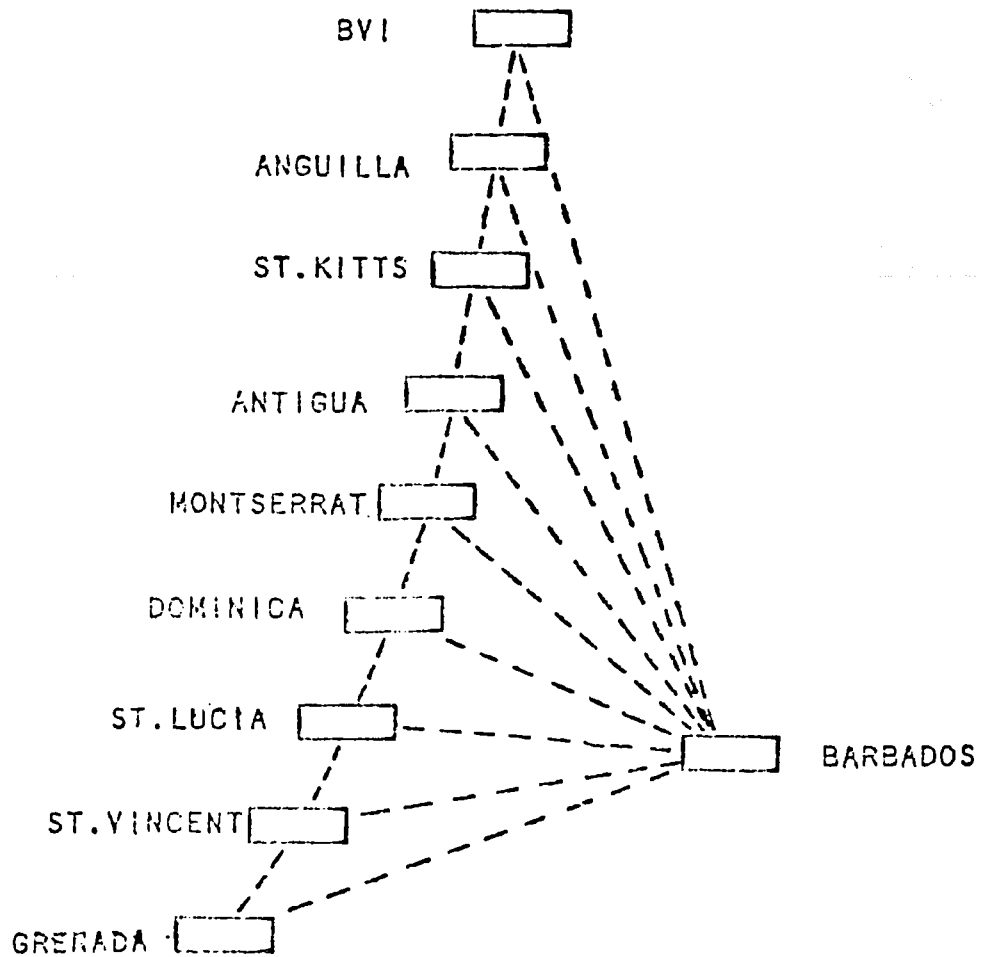 BVI
ANGUILLA
ST.KITTS
ANTIGUA
MONTSERRAT
DOMINICA
ST.LUCIA
BARBADOS
ST.VINCENT
GRENADA